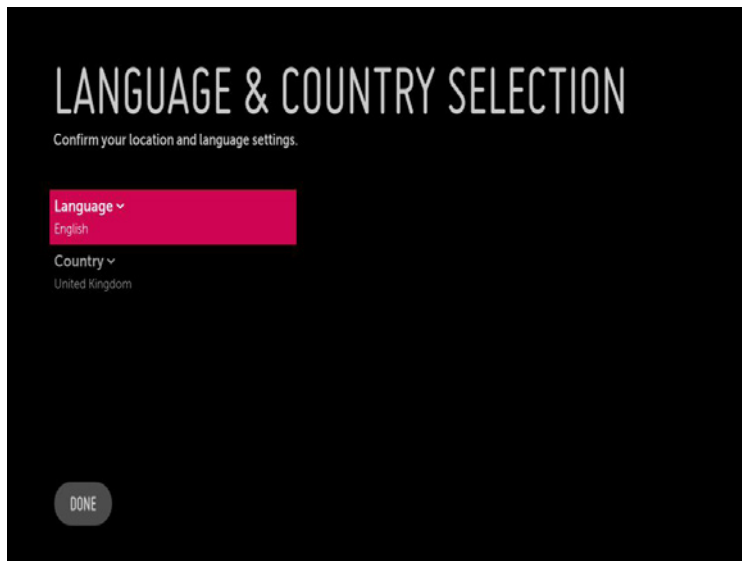 LANGUAGE & COUNTRY SELECTION
Confirm your location and language settings.
Language
English
Country
United Kingdom
DONE